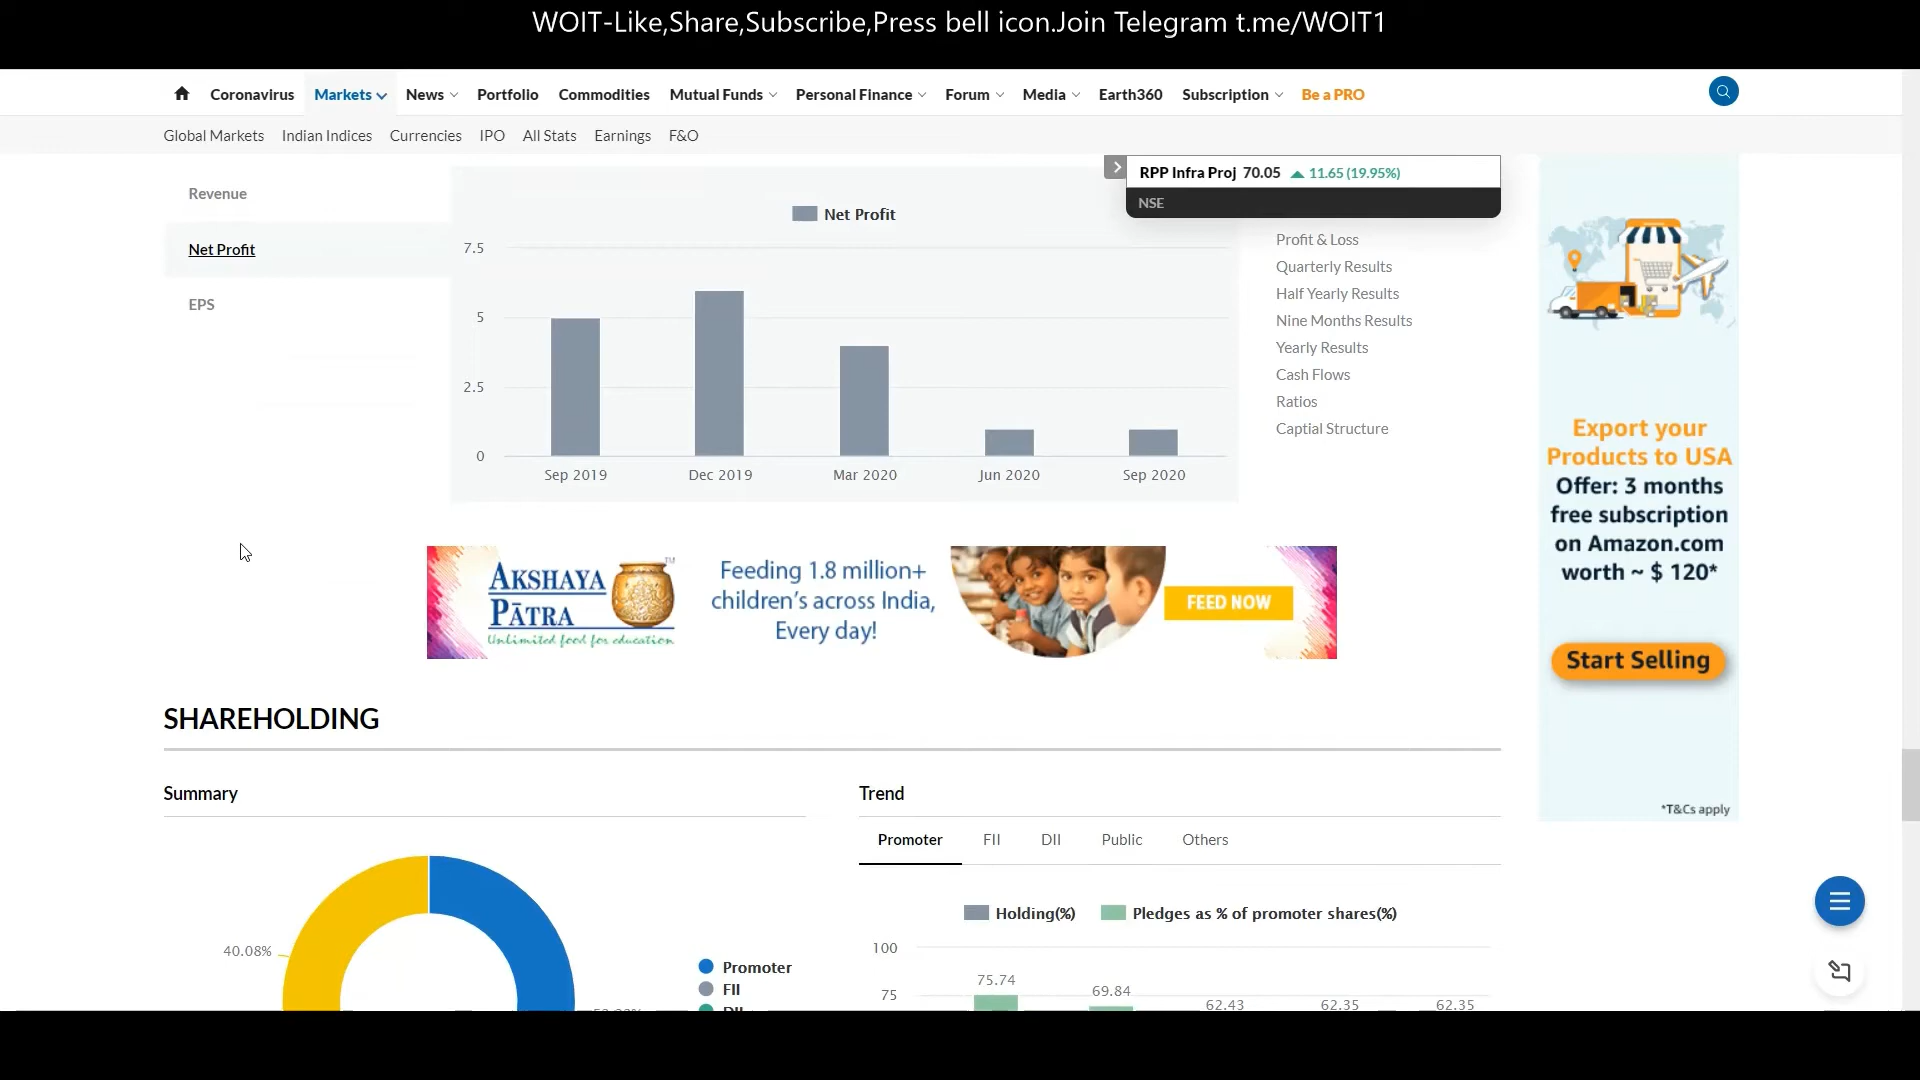 WOIT-Like,Share,Subscribe,Press bell icon.Join Telegram t.me/WOIT1
Coronavirus Markets News Portfolio Commodities Mutual Funds Personal Finance Forum Media Earth360 Subscription Be a PRO
Global Markets Indian Indices Currencies IPO All Stats Earnings F&O
RPP Infra Proj 70.05 11.65 (19.95%)
NSE
Revenue
Net Profit
EPS
Net Profit
7.5
5
2.5
0
Sep 2019 Dec 2019 Mar 2020 Jun 2020 Sep 2020
Profit & Loss
Quarterly Results
Half Yearly Results
Nine Months Results
Yearly Results
Cash Flows
Ratios
Captial Structure
Export your
Products to USA
Offer: 3 months
free subscription
on Amazon.com
worth ~ $ 120*
Start Selling
*T&Cs apply
AKSHAYA
PĀTRA
TM
Unlimited food for education
Feeding 1.8 million+
children's across India,
Every day!
FEED NOW
SHAREHOLDING
Summary
40.08%
Promoter
FII
Trend
Promoter FII DII Public Others
Holding(%) Pledges as % of promoter shares(%)
100
75
75.74 69.84 62.43 62.35 62.35